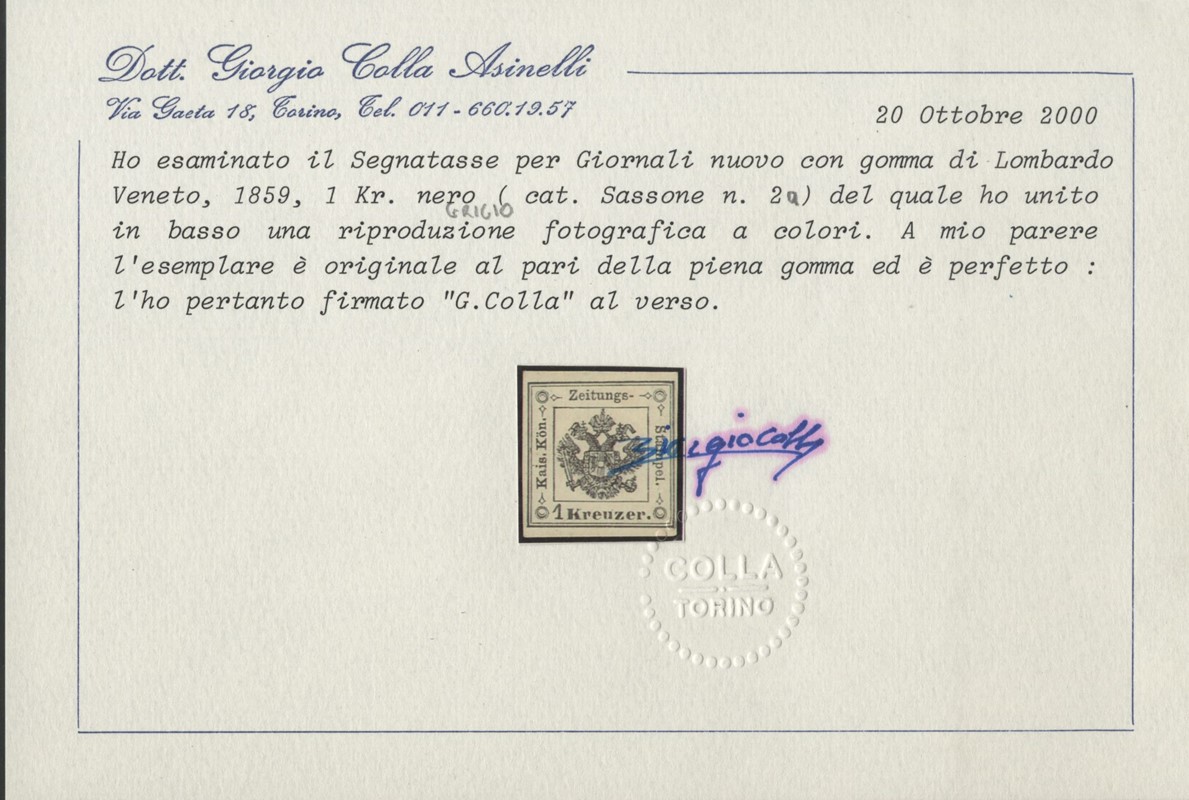 Dott. Giorgio Colla Asinelli
Via Gaeta 18, Torino, Tel. 011 - 660.19.57
20 Ottobre 2000
Ho esaminato il Segnatasse per Giornali nuovo con gomma di Lombardo
Veneto, 1859, 1 Kr. nero ( cat. Sassone n. 2a) del quale ho unito
GRIGIO
in basso una riproduzione fotografica a colori. A mio parere
l'esemplare è originale al pari della piena gomma ed è perfetto :
l'ho pertanto firmato "G.Colla" al verso.
Zeitungs-
Kais. Kön.
Stempel.
1 Kreuzer.
Giorgio Colla
COLLA
TORINO